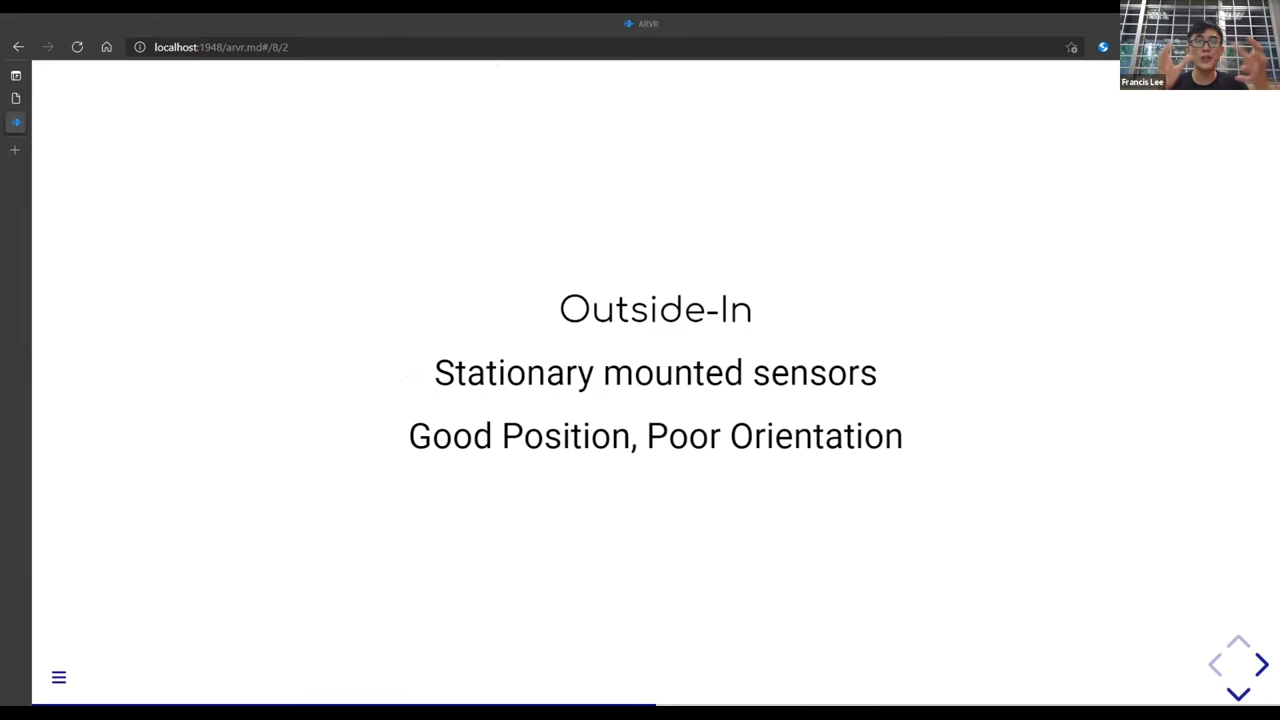 ARVR
localhost:1948/arvr.md#/8/2
Francis Lee
Outside-In
Stationary mounted sensors
Good Position, Poor Orientation